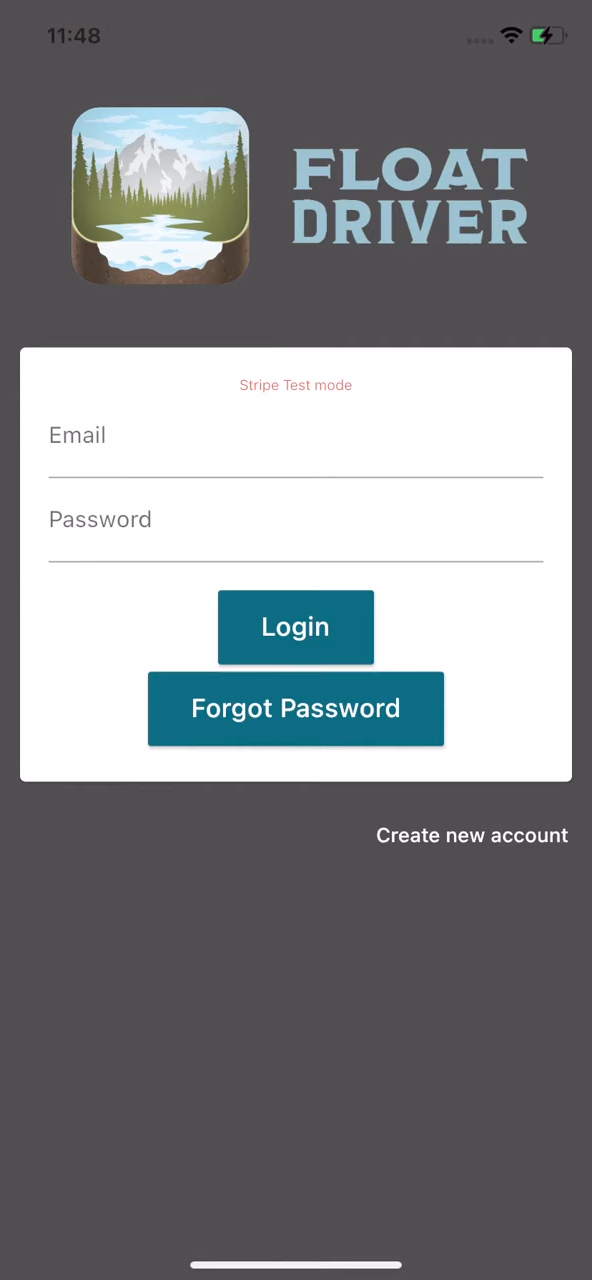 11:48
FLOAT
DRIVER
Stripe Test mode
Email
Password
Login
Forgot Password
Create new account